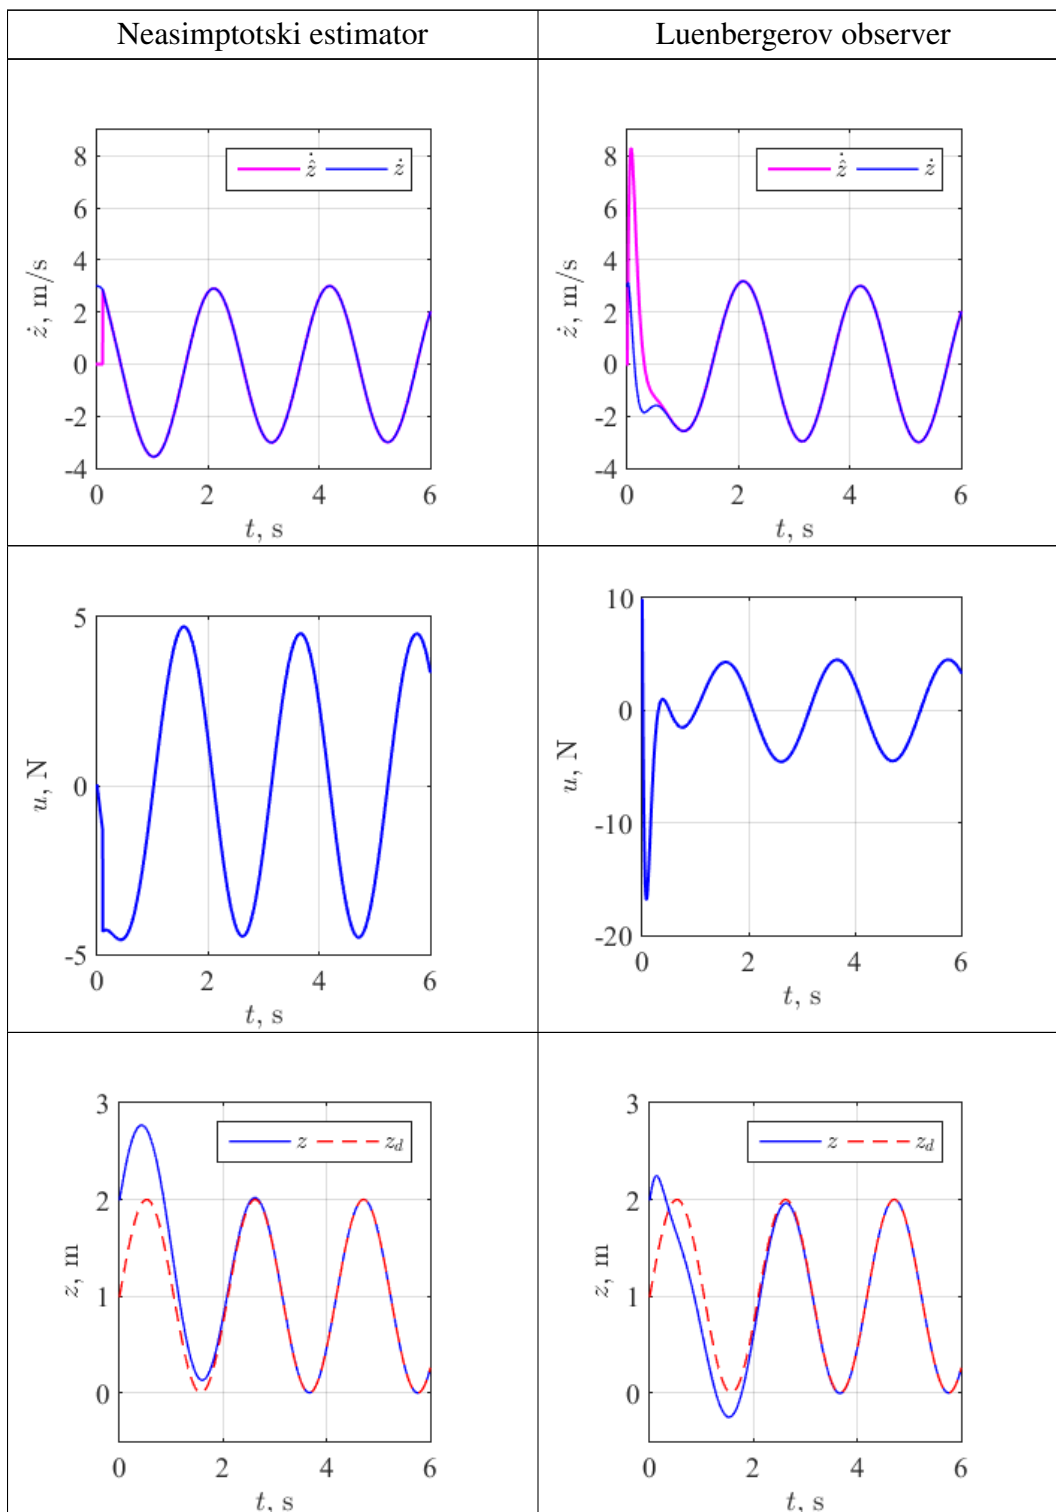 Neasimptotski estimator
Luenbergerov observer
8
6
4
2
0
-2
-4
0 2 4 6
ż, m/s
t, s
ż̂ ż
8
6
4
2
0
-2
-4
0 2 4 6
ż, m/s
t, s
ż̂ ż
5
0
-5
0 2 4 6
u, N
t, s
10
0
-10
-20
0 2 4 6
u, N
t, s
3
2
1
0
0 2 4 6
z, m
t, s
z z_d
3
2
1
0
0 2 4 6
z, m
t, s
z z_d